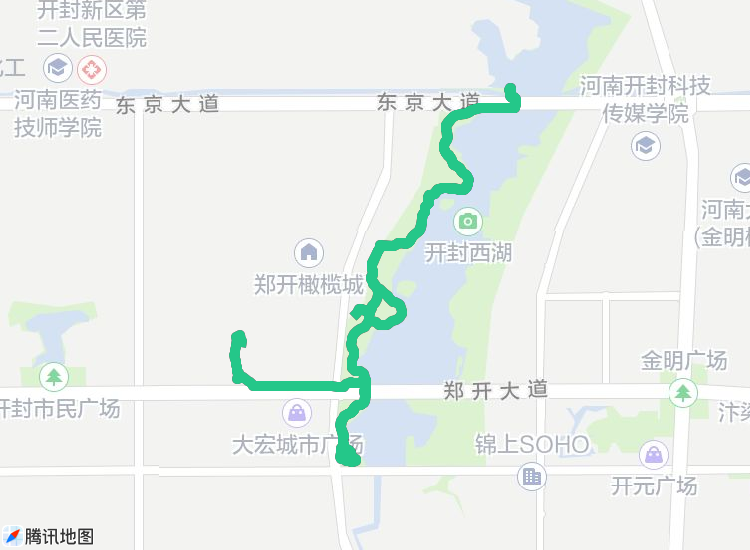 开封新区第
二人民医院
化工
河南医药
技师学院
东京大道
东京大道
河南开封科技
传媒学院
河南大
(金明校
开封西湖
郑开橄榄城
金明广场
郑开大道
开封市民广场
汴梁
大宏城市广场
锦上SOHO
开元广场
腾讯地图